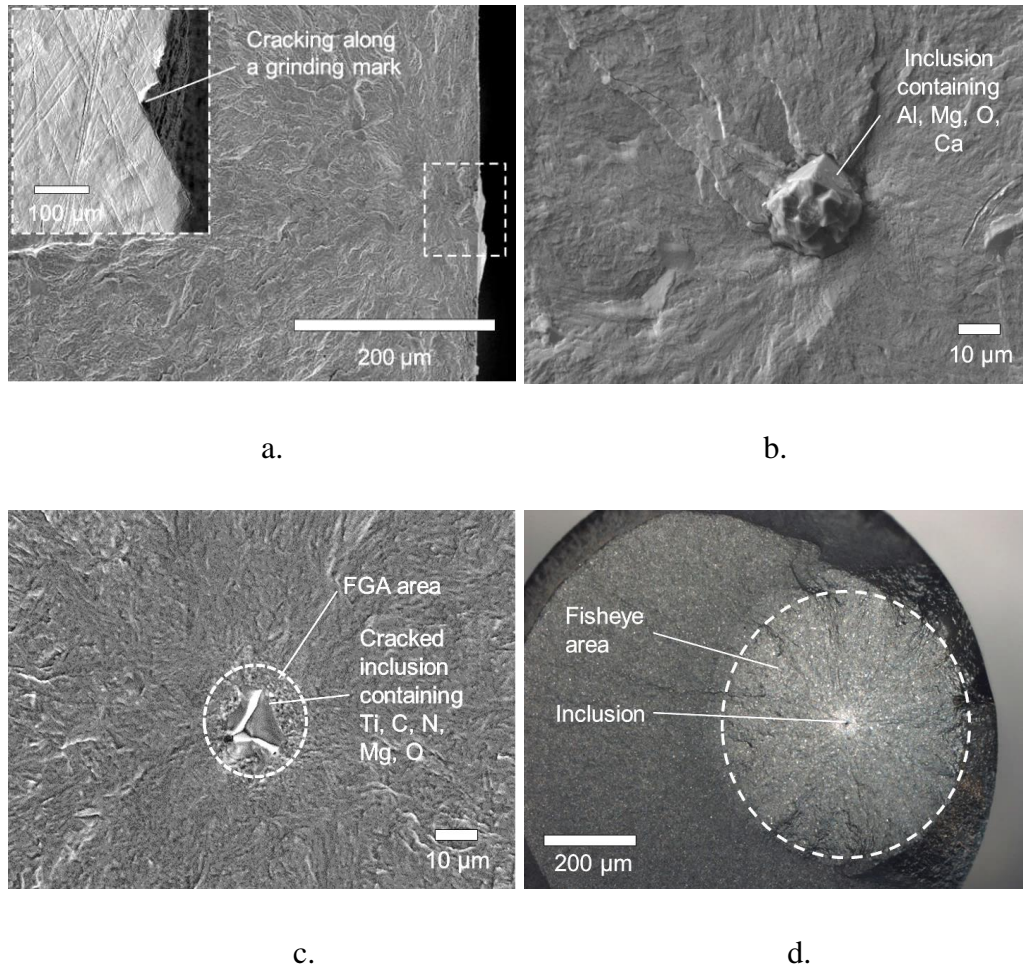 Cracking along
a grinding mark
100 µm
200 µm
Inclusion
containing
Al, Mg, O,
Ca
10 µm
a.
b.
FGA area
Cracked
inclusion
containing
Ti, C, N,
Mg, O
10 µm
Fisheye
area
Inclusion
200 µm
c.
d.